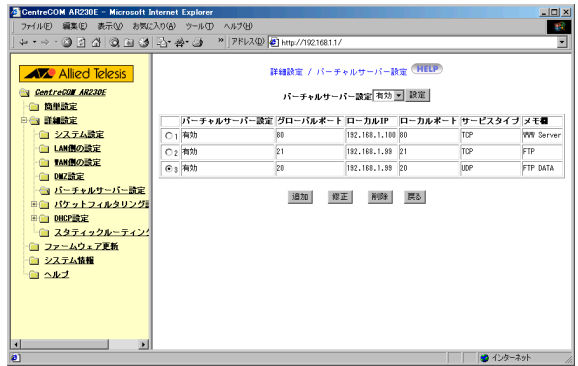 CentreCOM AR230E - Microsoft Internet Explorer
ファイル(F) 編集(E) 表示(V) お気に入り(A) ツール(T) ヘルプ(H)
アドレス(D) http://192.168.1.1/
Allied Telesis
CentreCOM AR230E
簡単設定
詳細設定
システム設定
LAN側の設定
WAN側の設定
DMZ設定
バーチャルサーバー設定
パケットフィルタリング設
DHCP設定
スタティックルーティン
ファームウェア更新
システム情報
ヘルプ
詳細設定 / バーチャルサーバー設定 HELP
バーチャルサーバー設定 有効 設定
バーチャルサーバー設定 グローバルポート ローカルIP ローカルポート サービスタイプ メモ欄
1 有効 80 192.168.1.100 80 TCP WWW Server
2 有効 21 192.168.1.99 21 TCP FTP
3 有効 20 192.168.1.99 20 UDP FTP DATA
追加 修正 削除 戻る
インターネット